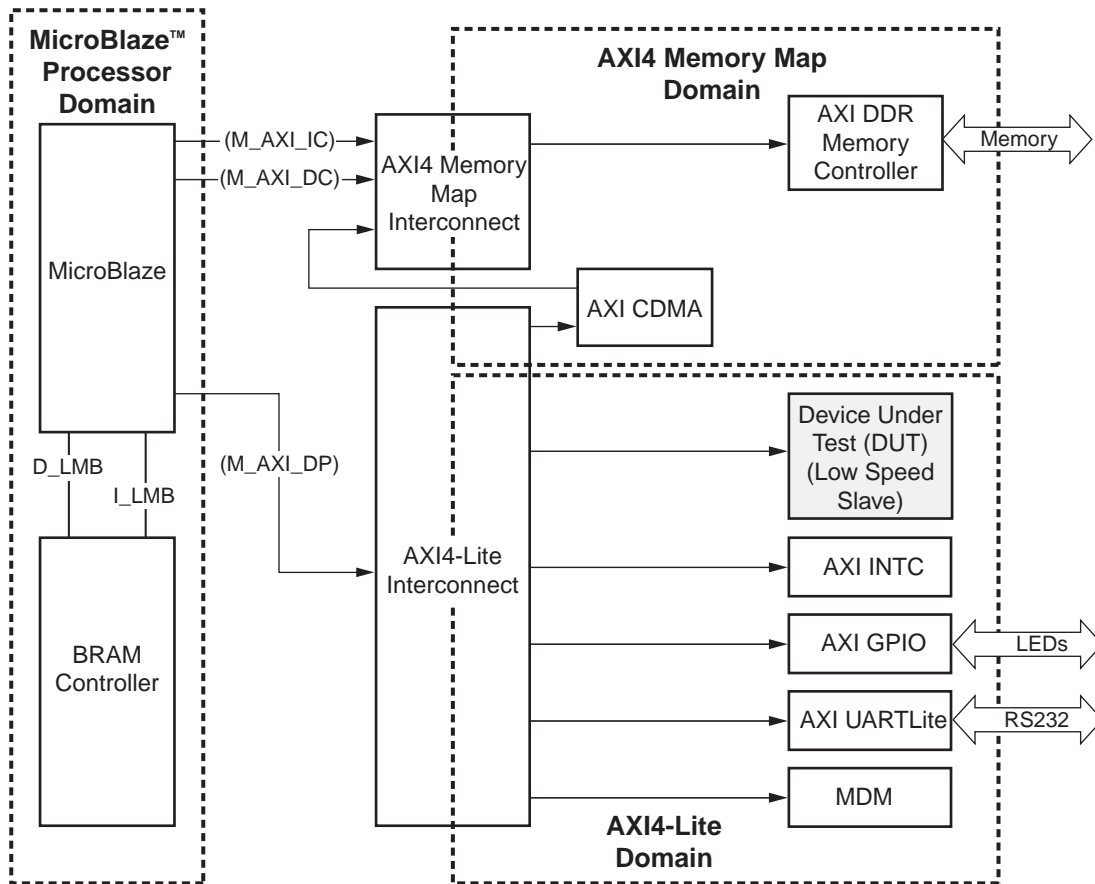 MicroBlaze™
Processor
Domain
AXI4 Memory Map
Domain
MicroBlaze
(M_AXI_IC)
(M_AXI_DC)
AXI4 Memory
Map
Interconnect
AXI DDR
Memory
Controller
Memory
AXI CDMA
(M_AXI_DP)
D_LMB
I_LMB
BRAM
Controller
AXI4-Lite
Interconnect
Device Under
Test (DUT)
(Low Speed
Slave)
AXI INTC
AXI GPIO
LEDs
AXI UARTLite
RS232
MDM
AXI4-Lite
Domain